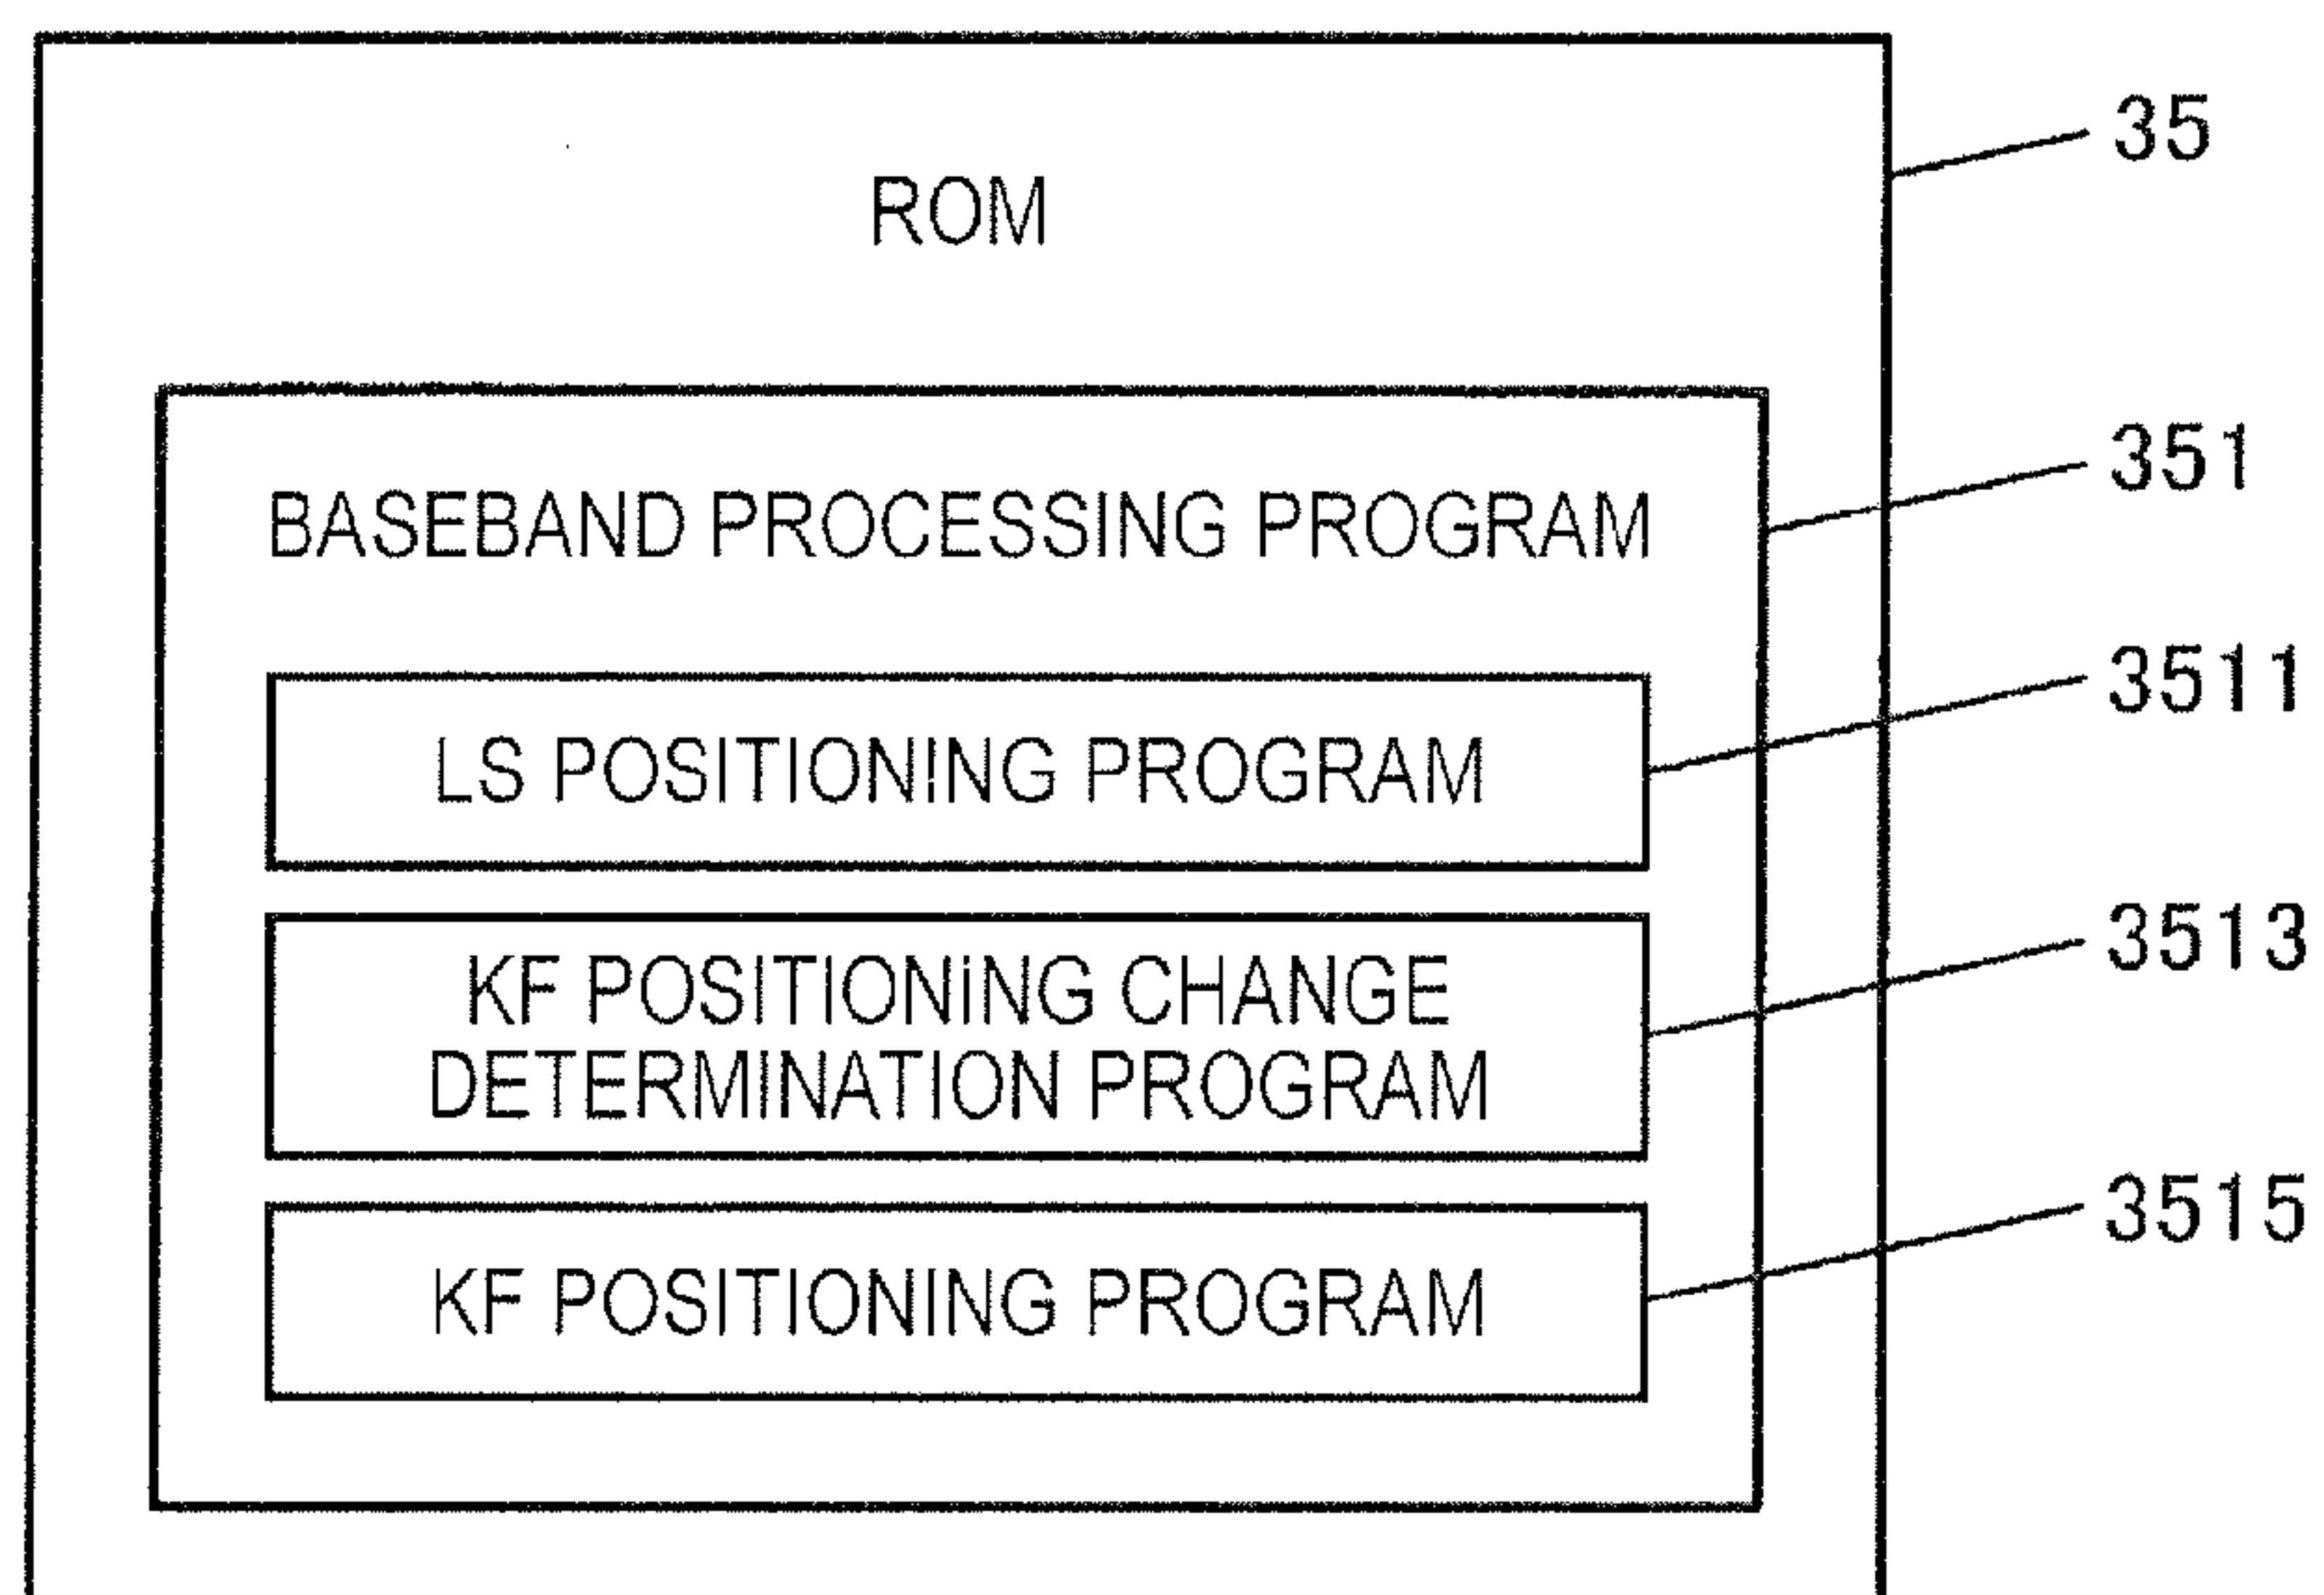 ROM
35
BASEBAND PROCESSING PROGRAM
351
LS POSITIONING PROGRAM
3511
KF POSITIONING CHANGE
DETERMINATION PROGRAM
3513
KF POSITIONING PROGRAM
3515